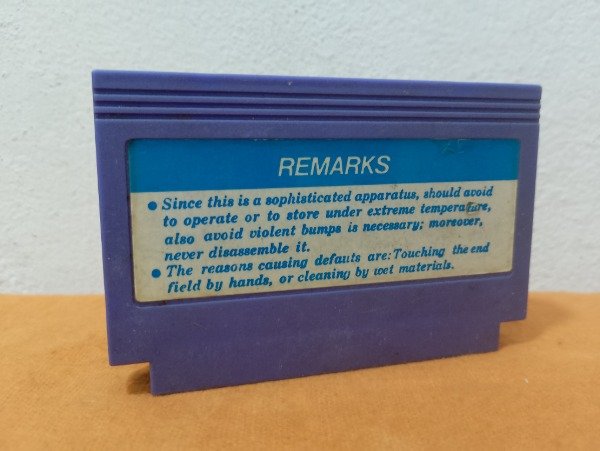 REMARKS
• Since this is a sophisticated apparatus, should avoid
to operate or to store under extreme temperature,
also avoid violent bumps is necessary; moreover,
never disassemble it.
• The reasons causing defauts are: Touching the end
field by hands, or cleaning by wet materials.